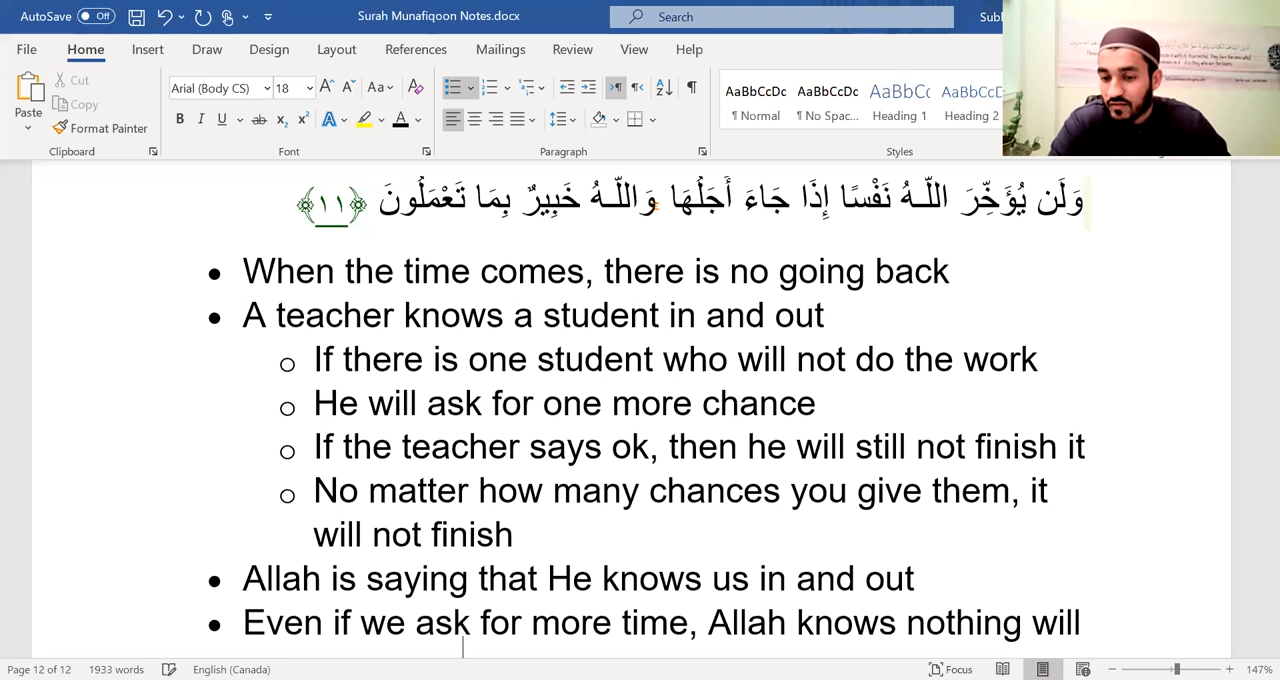 AutoSave Off Surah Munafiqoon Notes.docx Search
File Home Insert Draw Design Layout References Mailings Review View Help
Paste Cut Copy Format Painter Clipboard
Arial (Body CS) 18 Font
Paragraph
AaBbCcDc AaBbCcDc AaBbCc AaBbCcD
¶ Normal ¶ No Spac... Heading 1 Heading 2
Styles
وَلَن يُؤَخِّرَ اللَّـهُ نَفْسًا إِذَا جَاءَ أَجَلُهَا ۚ وَاللَّـهُ خَبِيرٌ بِمَا تَعْمَلُونَ ﴿١١﴾
• When the time comes, there is no going back
• A teacher knows a student in and out
o If there is one student who will not do the work
o He will ask for one more chance
o If the teacher says ok, then he will still not finish it
o No matter how many chances you give them, it
will not finish
• Allah is saying that He knows us in and out
• Even if we ask for more time, Allah knows nothing will
Page 12 of 12 1933 words English (Canada) Focus 147%